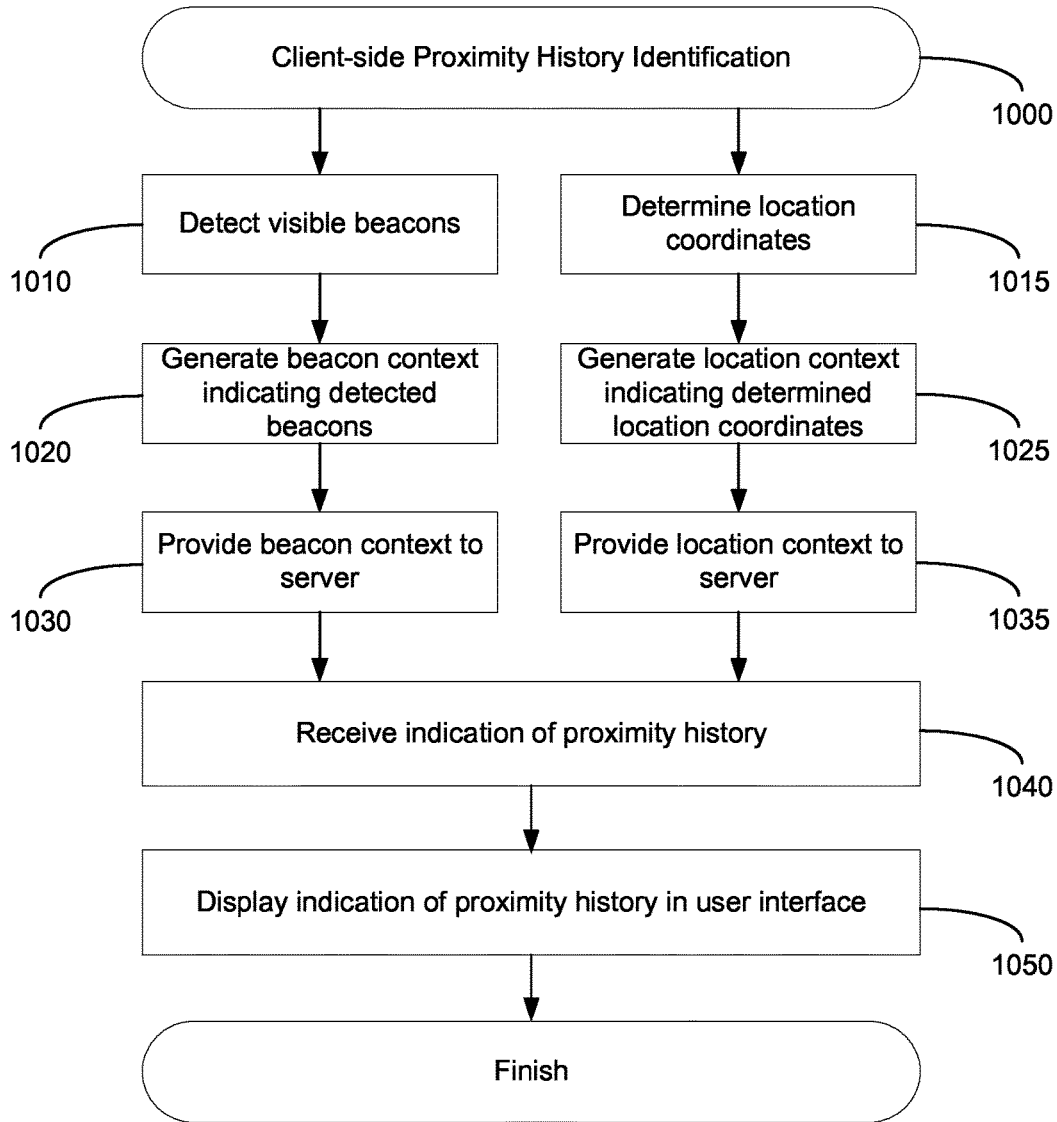 Client-side Proximity History Identification
1000
Detect visible beacons
1010
Determine location
coordinates
1015
Generate beacon context
indicating detected
beacons
1020
Generate location context
indicating determined
location coordinates
1025
Provide beacon context to
server
1030
Provide location context to
server
1035
Receive indication of proximity history
1040
Display indication of proximity history in user interface
1050
Finish